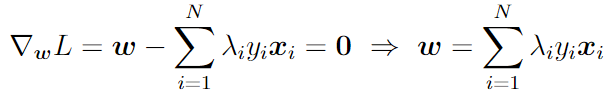 ∇_w L = w − ∑_{i=1}^{N} λ_i y_i x_i = 0 ⇒ w = ∑_{i=1}^{N} λ_i y_i x_i